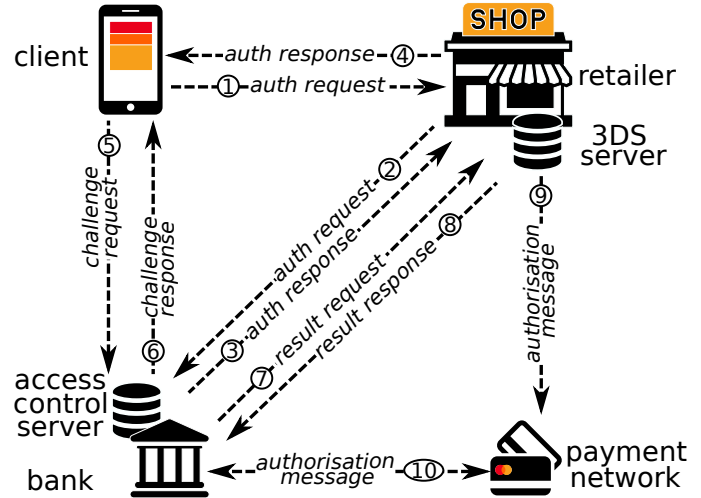 SHOP
client
auth response ④
retailer
① auth request
3DS
server
⑤
challenge
request
challenge
response
⑥
② auth request
③ auth response
⑦ result request
⑧ result response
⑨
authorisation
message
access
control
server
bank
authorisation
message
⑩
payment
network